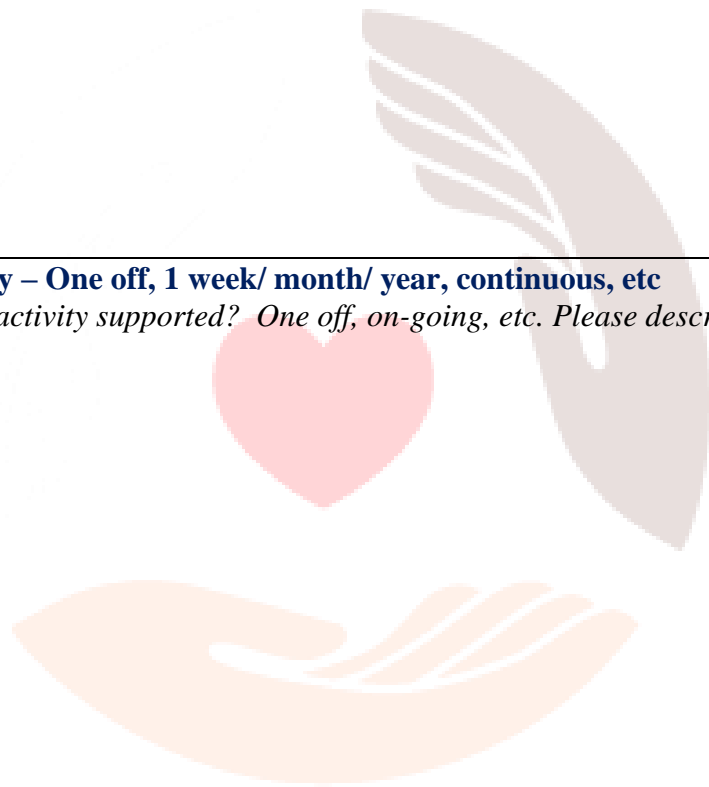 y – One off, 1 week/ month/ year, continuous, etc
activity supported?  One off, on-going, etc. Please descr